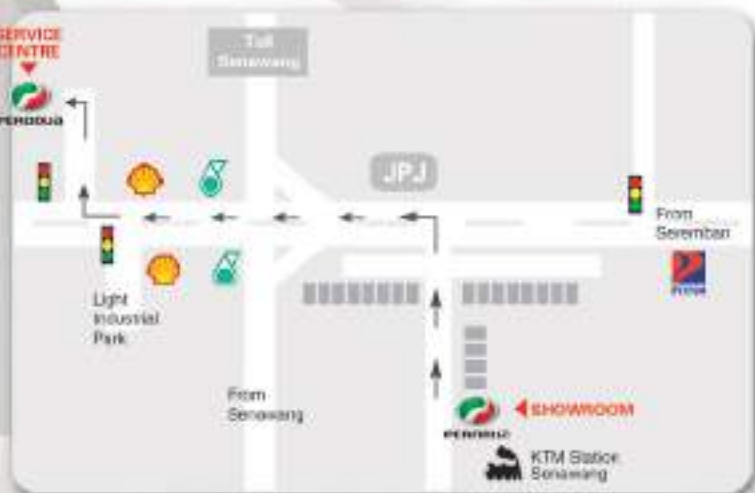 SERVICE
CENTRE
PERODUA
Toll
Senawang
JPJ
From
Seremban
Light
Industrial
Park
From
Senawang
PERODUA
SHOWROOM
KTM Station
Senawang